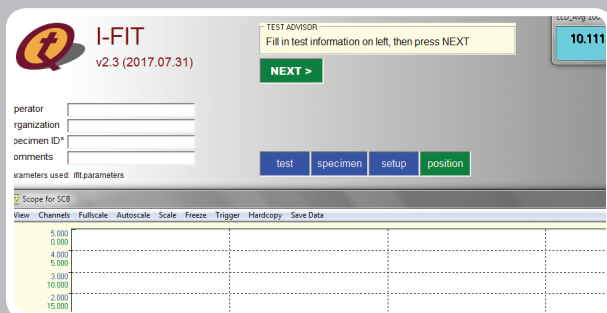 I-FIT
v2.3 (2017.07.31)
TEST ADVISOR
Fill in test information on left, then press NEXT
NEXT >
LLD_Avg 100
10.111
perator
rganization
pecimen ID*
omments
arameters used: ifit.parameters
test specimen setup position
Scope for SCB
View Channels Fullscale Autoscale Scale Freeze Trigger Hardcopy Save Data
5.000
0.000
4.000
5.000
3.000
10.000
2.000
15.000